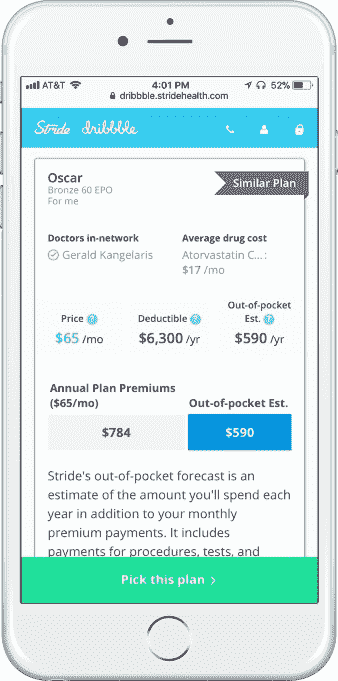 AT&T 4:01 PM 52%
dribbble.stridehealth.com
Stride dribbble
Oscar
Bronze 60 EPO
For me
Similar Plan
Doctors in-network Average drug cost
Gerald Kangelaris Atorvastatin C... :
$17 /mo
Out-of-pocket
Price ? Deductible ? Est. ?
$65 /mo $6,300 /yr $590 /yr
Annual Plan Premiums
($65/mo) Out-of-pocket Est.
$784 $590
Stride's out-of-pocket forecast is an
estimate of the amount you'll spend each
year in addition to your monthly
premium payments. It includes
payments for procedures, tests, and
Pick this plan >